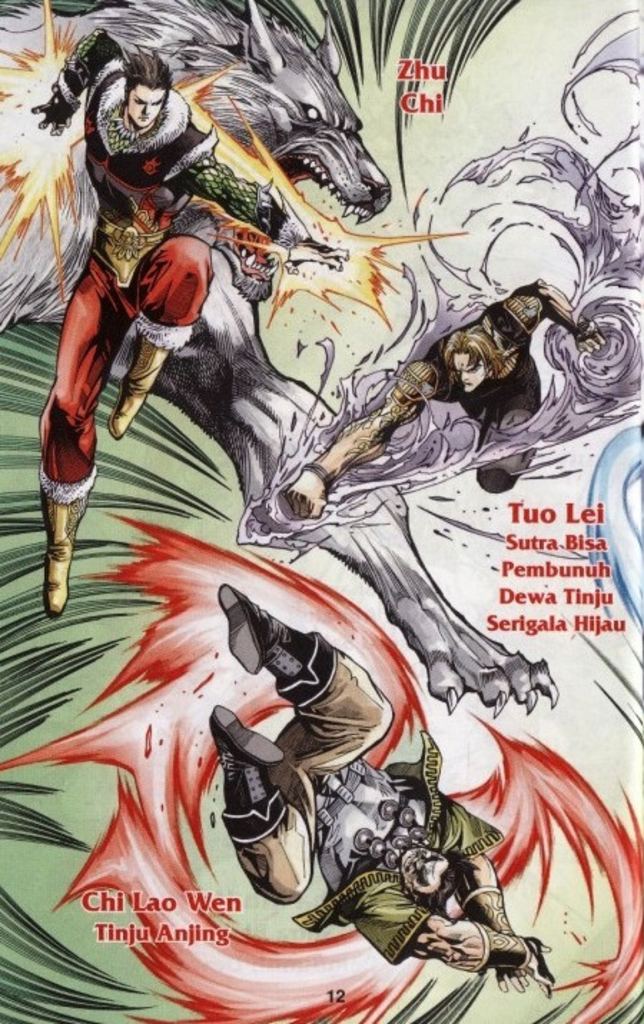 Zhu
Chi
Tuo Lei
Sutra Bisa
Pembunuh
Dewa Tinju
Serigala Hijau
Chi Lao Wen
Tinju Anjing
12